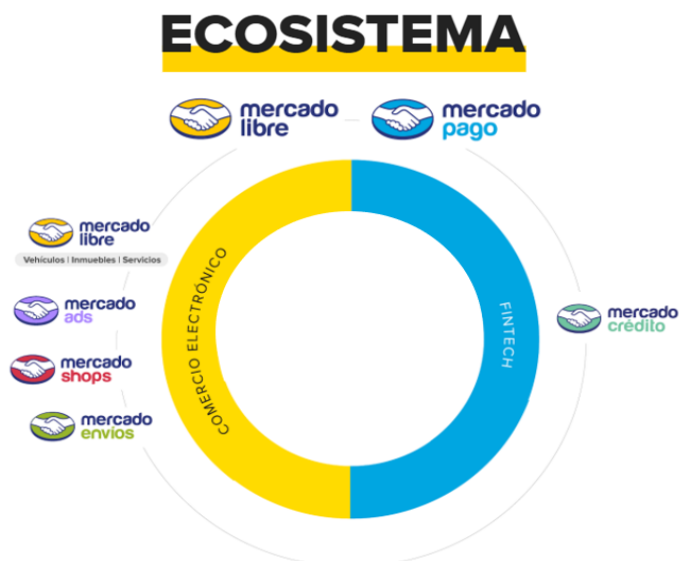 ECOSISTEMA
mercado
libre
mercado
pago
mercado
libre
Vehículos | Inmuebles | Servicios
mercado
ads
mercado
shops
mercado
envios
COMERCIO ELECTRÓNICO
FINTECH
mercado
crédito